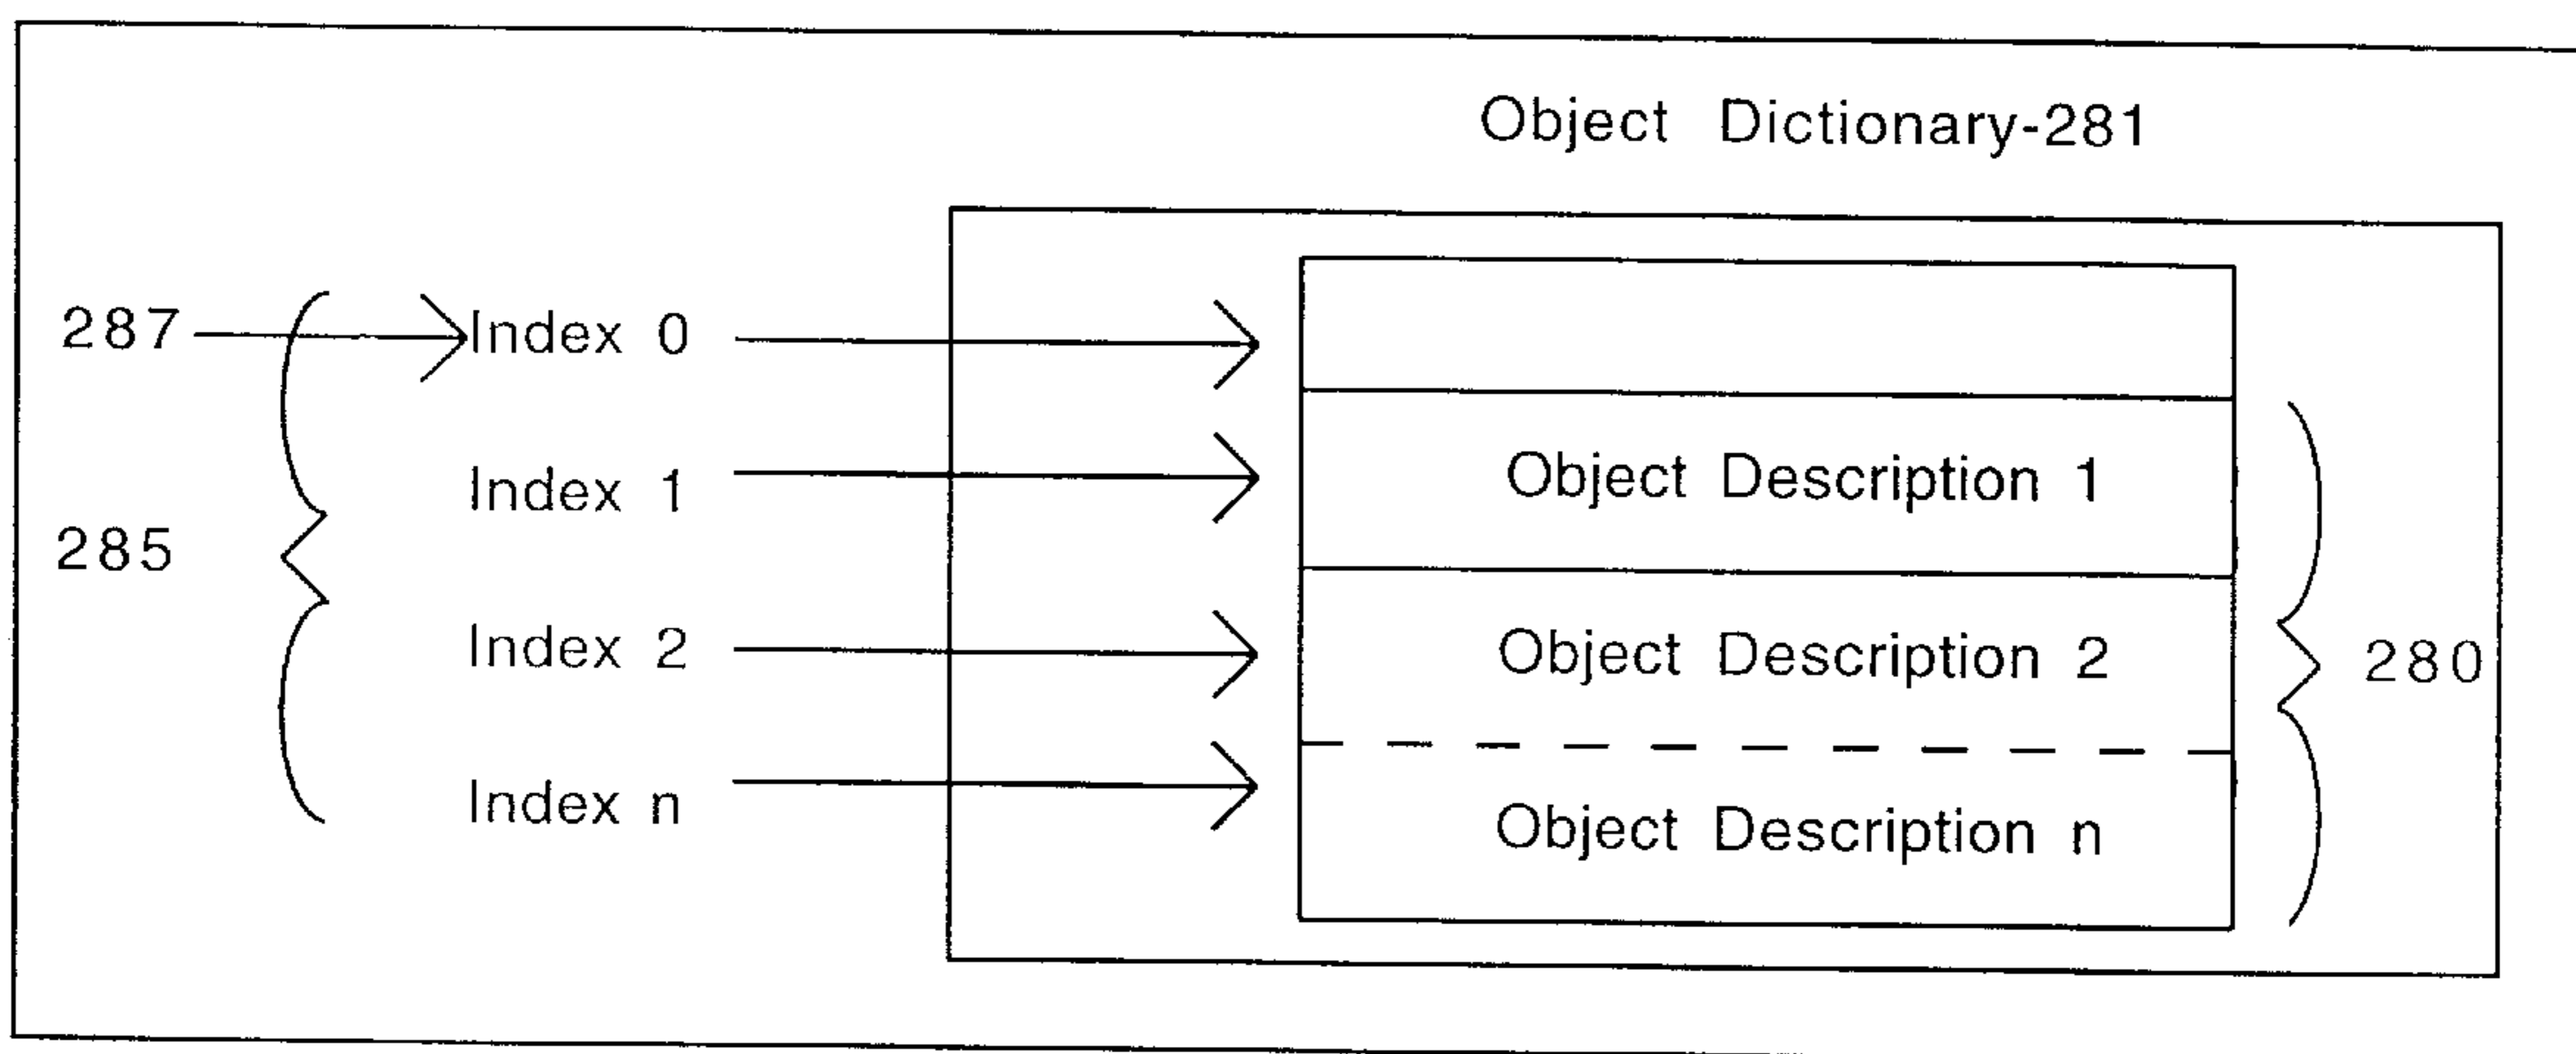 Object Dictionary-281
287
Index 0
Index 1
Object Description 1
285
Index 2
Object Description 2
280
Index n
Object Description n